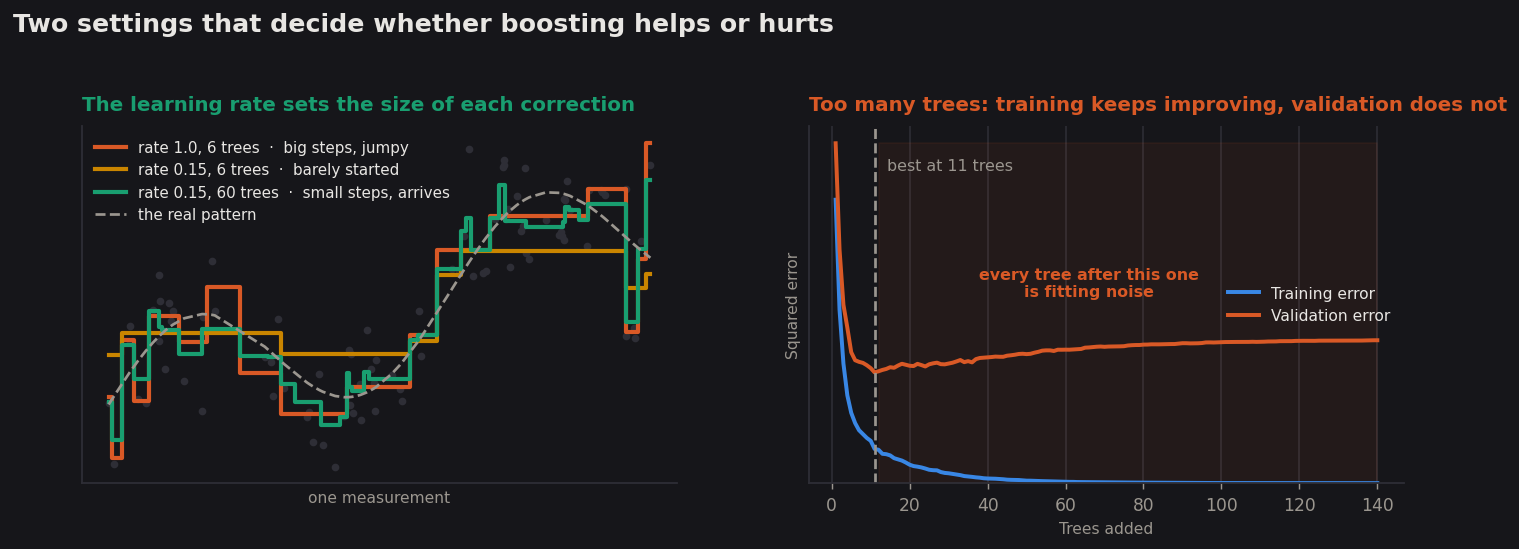 Two settings that decide whether boosting helps or hurts
The learning rate sets the size of each correction
rate 1.0, 6 trees · big steps, jumpy
rate 0.15, 6 trees · barely started
rate 0.15, 60 trees · small steps, arrives
the real pattern
one measurement
Too many trees: training keeps improving, validation does not
best at 11 trees
every tree after this one
is fitting noise
Training error
Validation error
Squared error
0 20 40 60 80 100 120 140
Trees added